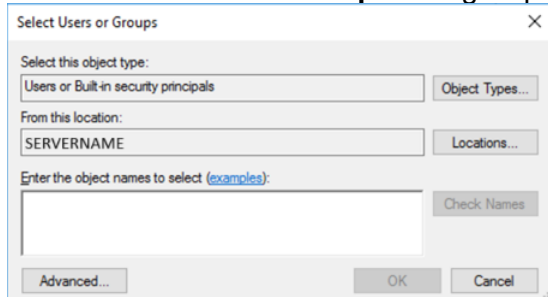 Select Users or Groups
Select this object type:
Users or Built-in security principals
Object Types...
From this location:
SERVERNAME
Locations...
Enter the object names to select (examples):
Check Names
Advanced...
OK
Cancel